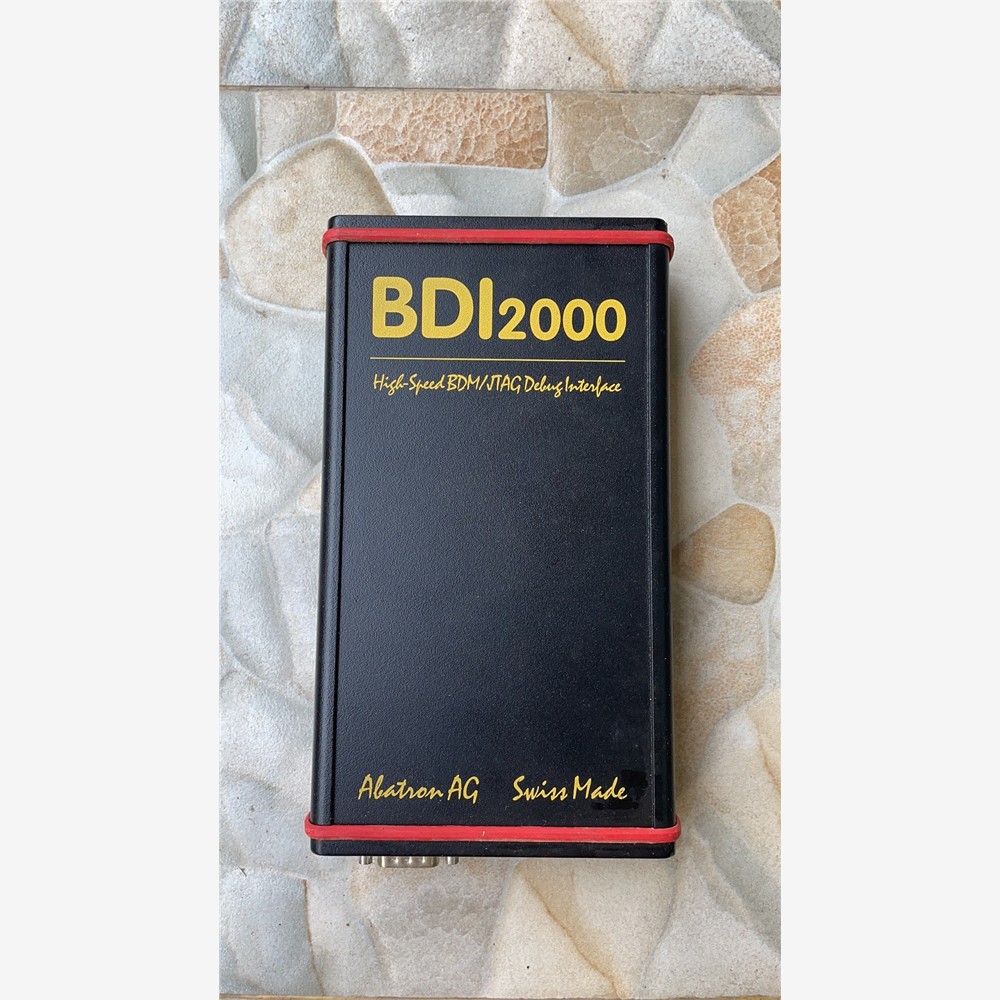 BDI2000
High-Speed BDM/JTAG Debug Interface
Abatron AG Swiss Made